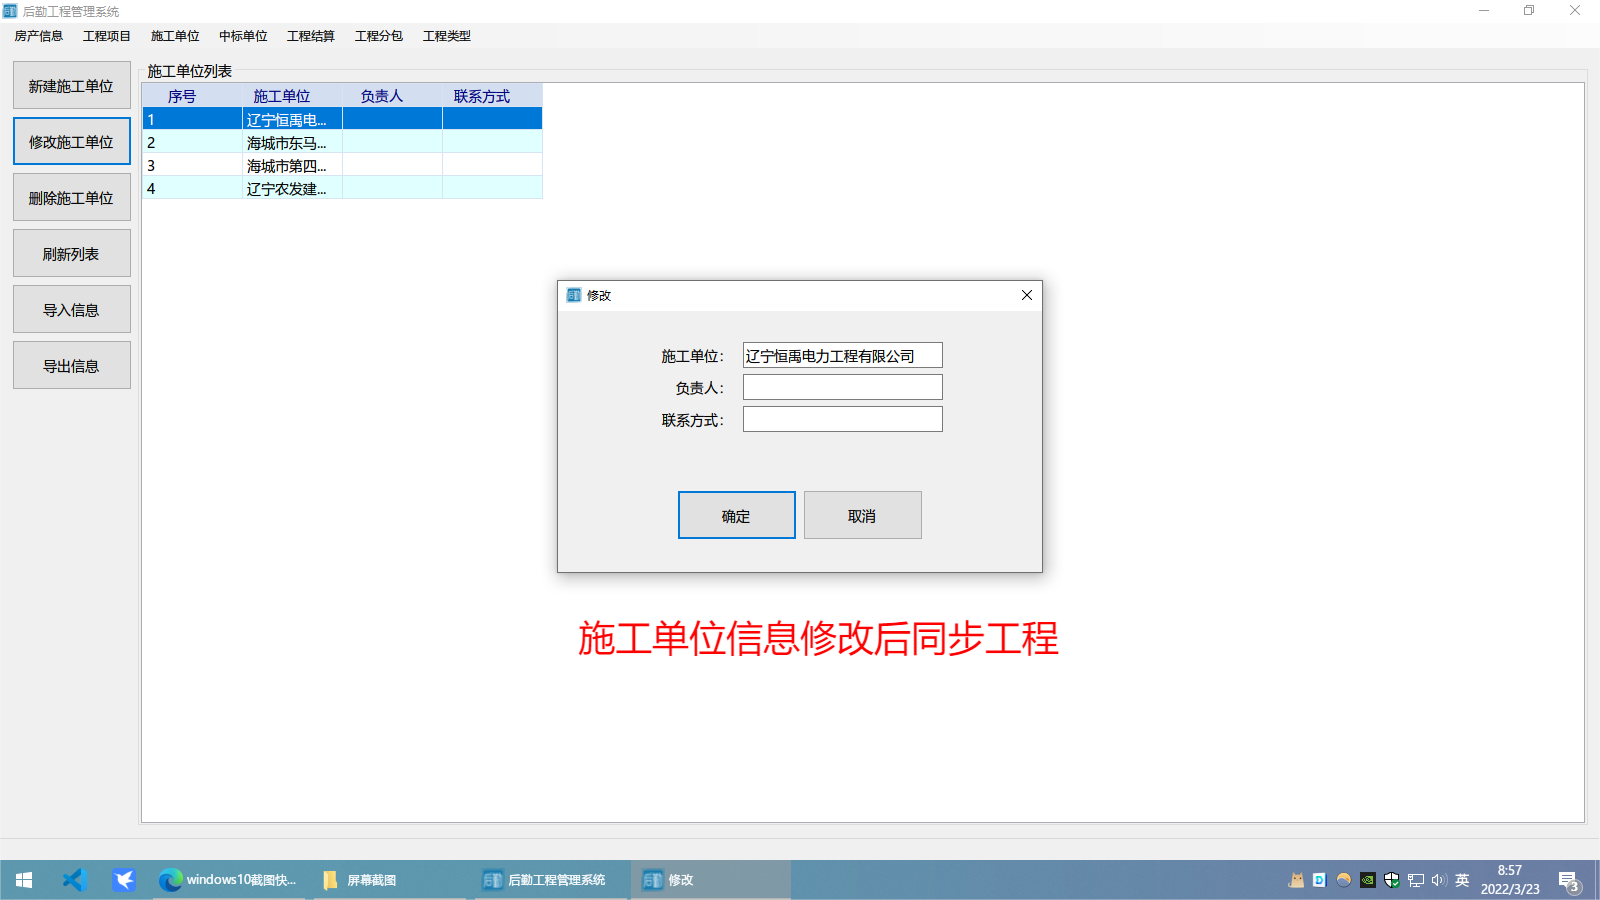 后勤工程管理系统
房产信息 工程项目 施工单位 中标单位 工程结算 工程分包 工程类型
新建施工单位
修改施工单位
删除施工单位
刷新列表
导入信息
导出信息
施工单位列表
序号 施工单位 负责人 联系方式
1 辽宁恒禹电...
2 海城市东马...
3 海城市第四...
4 辽宁农发建...
修改
施工单位： 辽宁恒禹电力工程有限公司
负责人：
联系方式：
确定 取消
施工单位信息修改后同步工程
windows10截图快... 屏幕截图 后勤工程管理系统 修改
英
8:57
2022/3/23
3